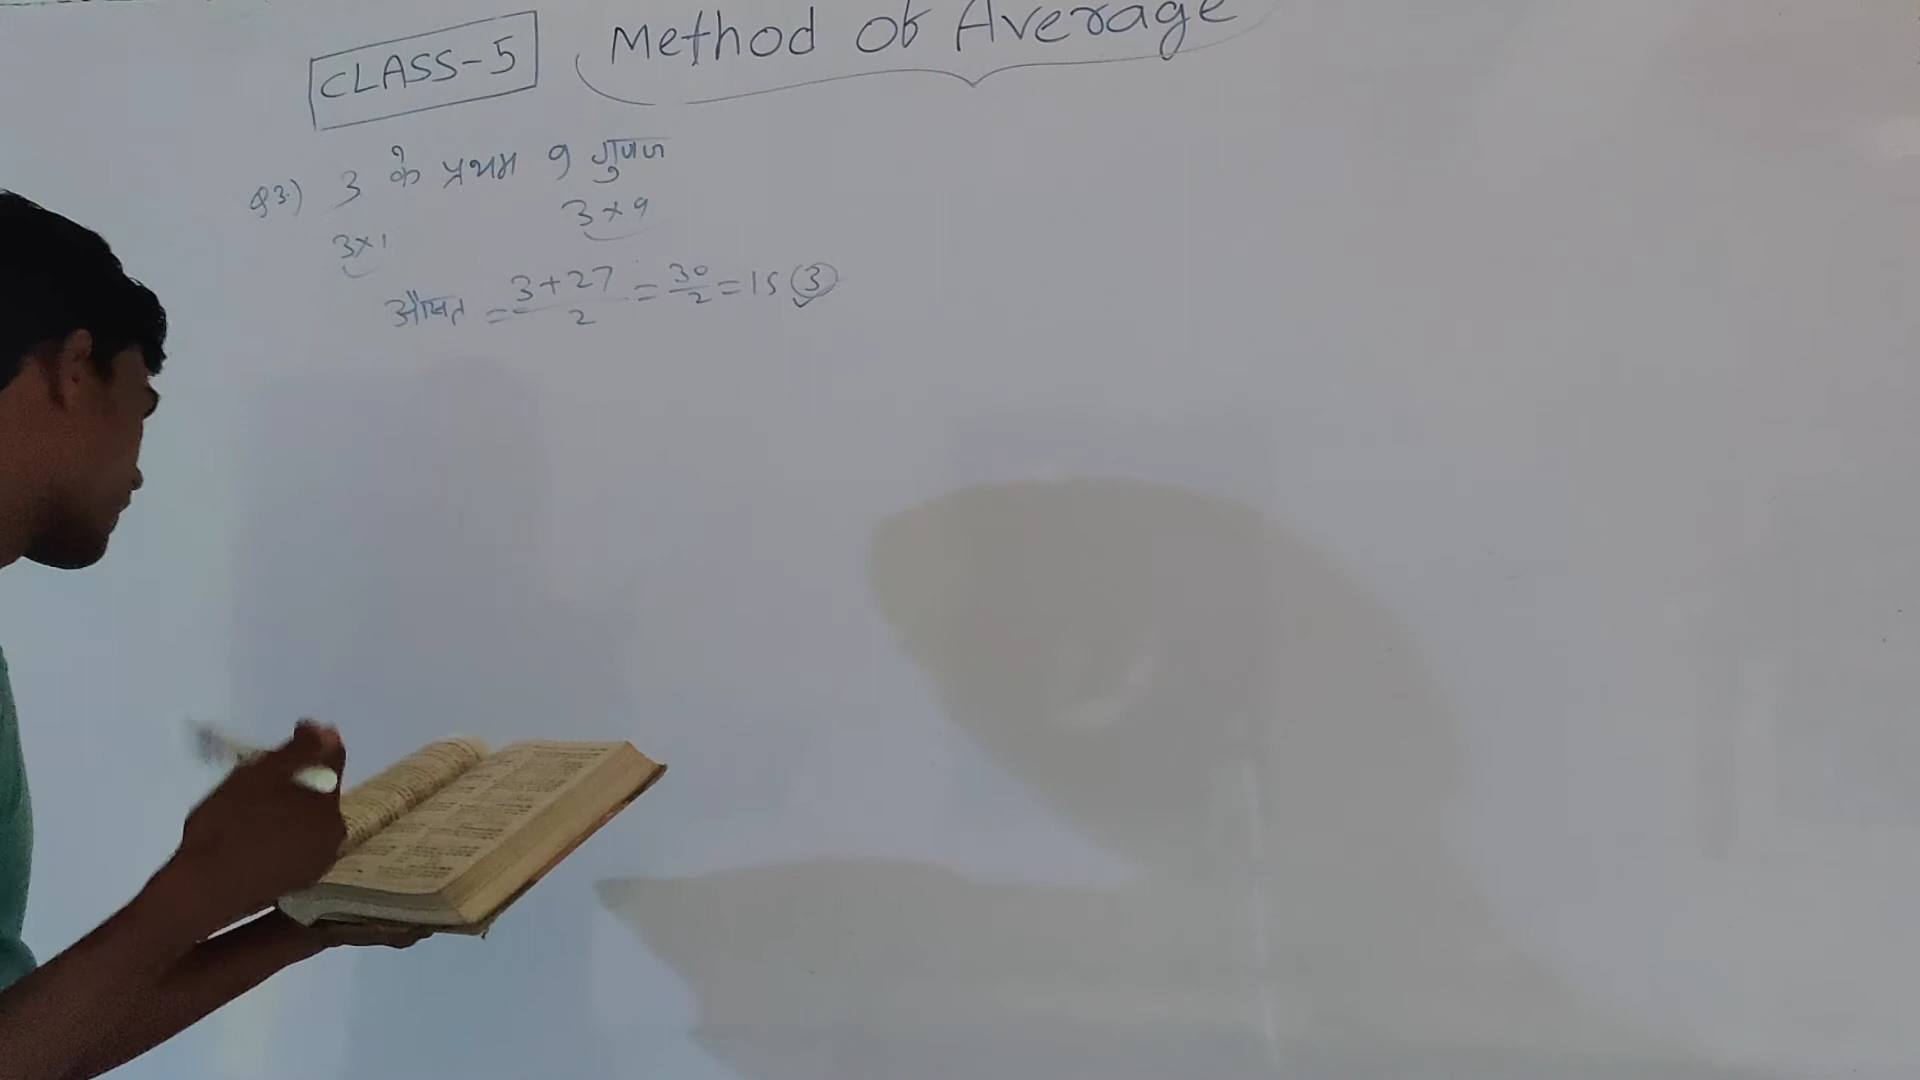 CLASS-5 Method of Average
Q3.) 3 के प्रथम 9 गुणज
3×1 3×9
औसत = 3+27/2 = 30/2 = 15 (3)